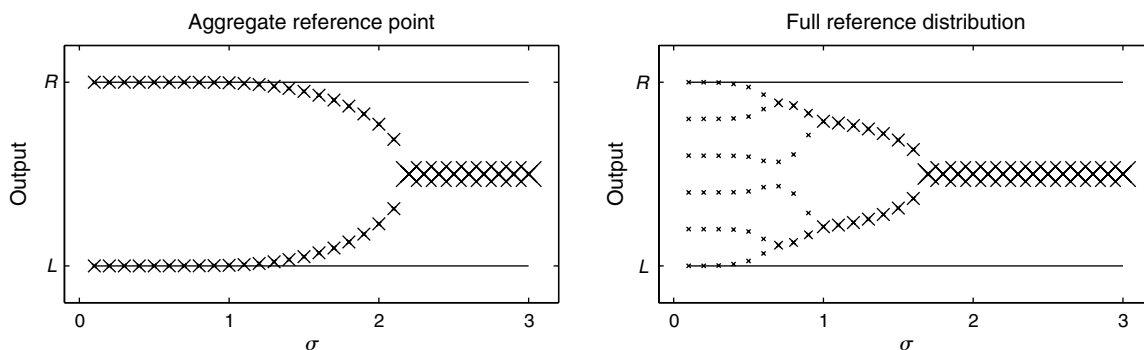 Aggregate reference point
R
L
Output
0 1 2 3
σ
Full reference distribution
R
L
Output
0 1 2 3
σ